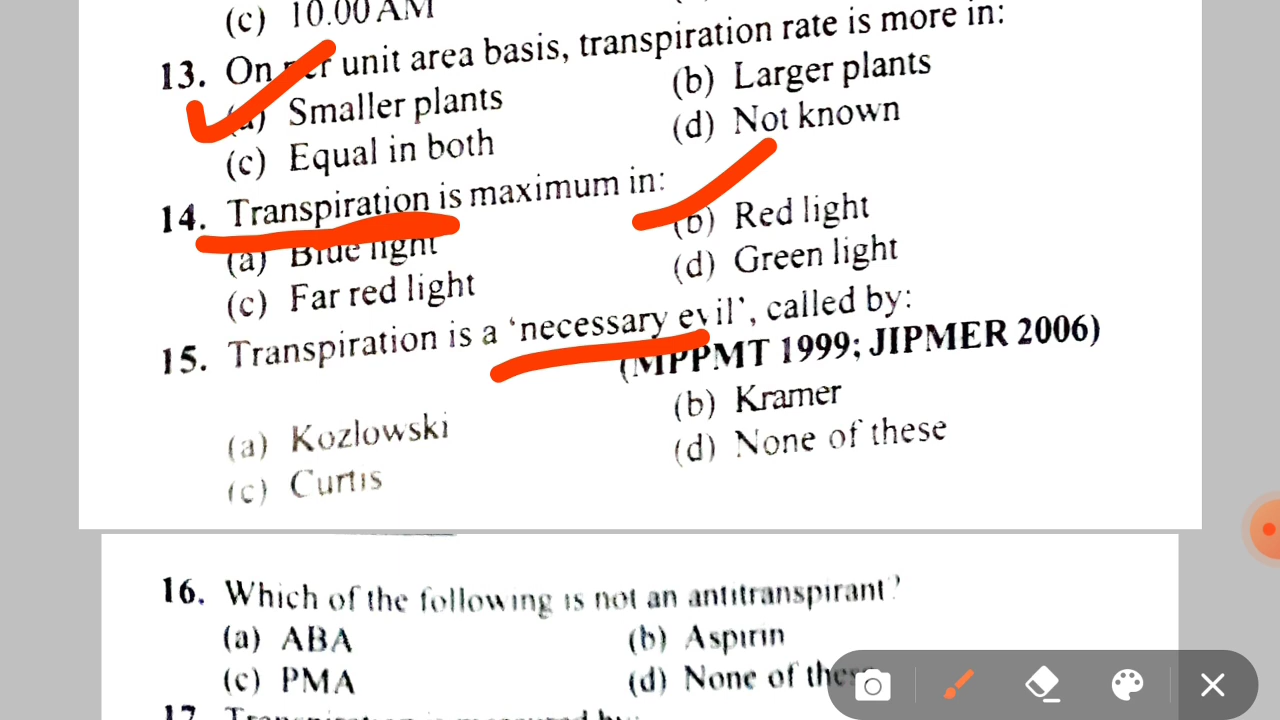 (c) 10.00 AM
13. On per unit area basis, transpiration rate is more in:
(a) Smaller plants (b) Larger plants
(c) Equal in both (d) Not known
14. Transpiration is maximum in:
(a) Blue light (b) Red light
(c) Far red light (d) Green light
15. Transpiration is a 'necessary evil', called by:
(MPPMT 1999; JIPMER 2006)
(a) Kozlowski (b) Kramer
(c) Curtis (d) None of these
16. Which of the following is not an antitranspirant?
(a) ABA (b) Aspirin
(c) PMA (d) None of these
17.